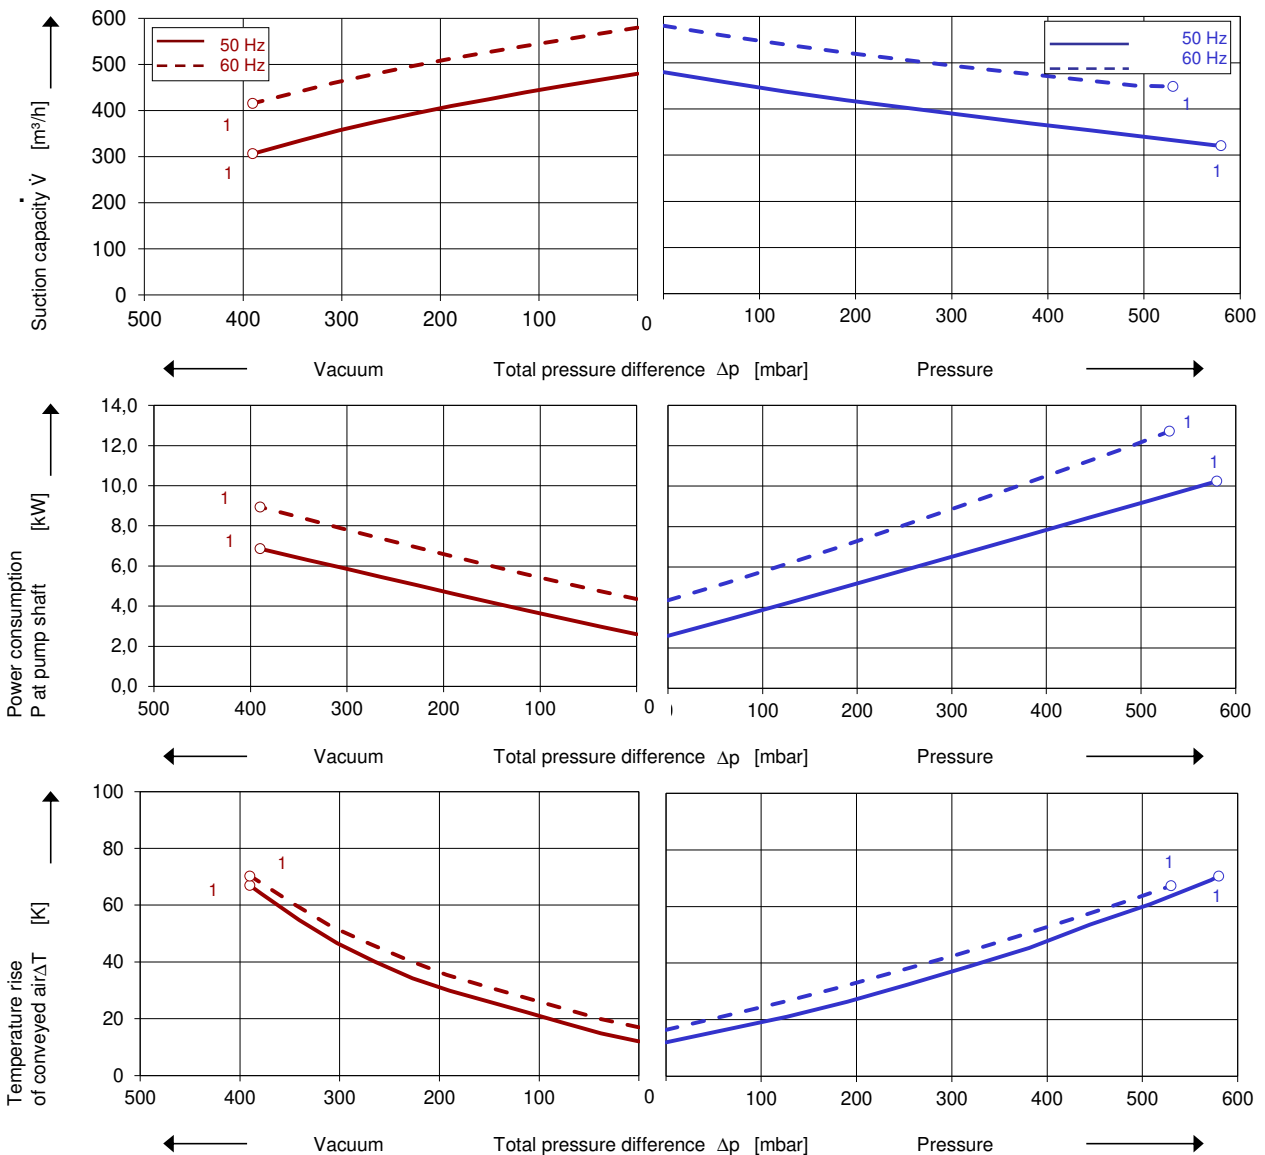 600
500
400
300
200
100
0
Suction capacity V̇ [m³/h]
50 Hz
60 Hz
1
1
50 Hz
60 Hz
1
1
500 400 300 200 100 0 100 200 300 400 500 600
Vacuum Total pressure difference Δp [mbar] Pressure
14,0
12,0
10,0
8,0
6,0
4,0
2,0
0,0
Power consumption
P at pump shaft [kW]
1
1
1
1
500 400 300 200 100 0 100 200 300 400 500 600
Vacuum Total pressure difference Δp [mbar] Pressure
100
80
60
40
20
0
Temperature rise
of conveyed airΔT [K]
1
1
1
1
500 400 300 200 100 0 100 200 300 400 500 600
Vacuum Total pressure difference Δp [mbar] Pressure